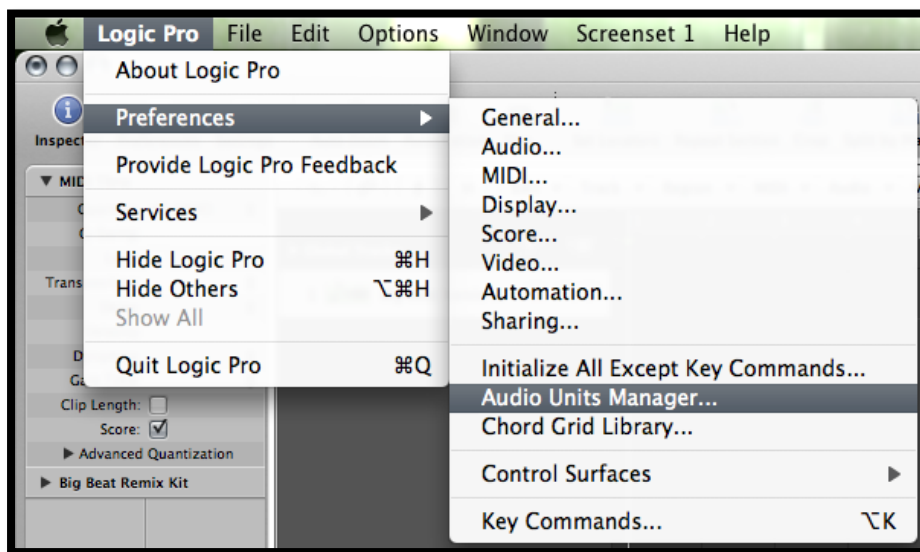 Logic Pro File Edit Options Window Screenset 1 Help
About Logic Pro
Preferences
Provide Logic Pro Feedback
Services
Hide Logic Pro ⌘H
Hide Others ⌥⌘H
Show All
Quit Logic Pro ⌘Q
General...
Audio...
MIDI...
Display...
Score...
Video...
Automation...
Sharing...
Initialize All Except Key Commands...
Audio Units Manager...
Chord Grid Library...
Control Surfaces
Key Commands... ⌥K
Inspec
MID
Trans
Clip Length:
Score:
Advanced Quantization
Big Beat Remix Kit